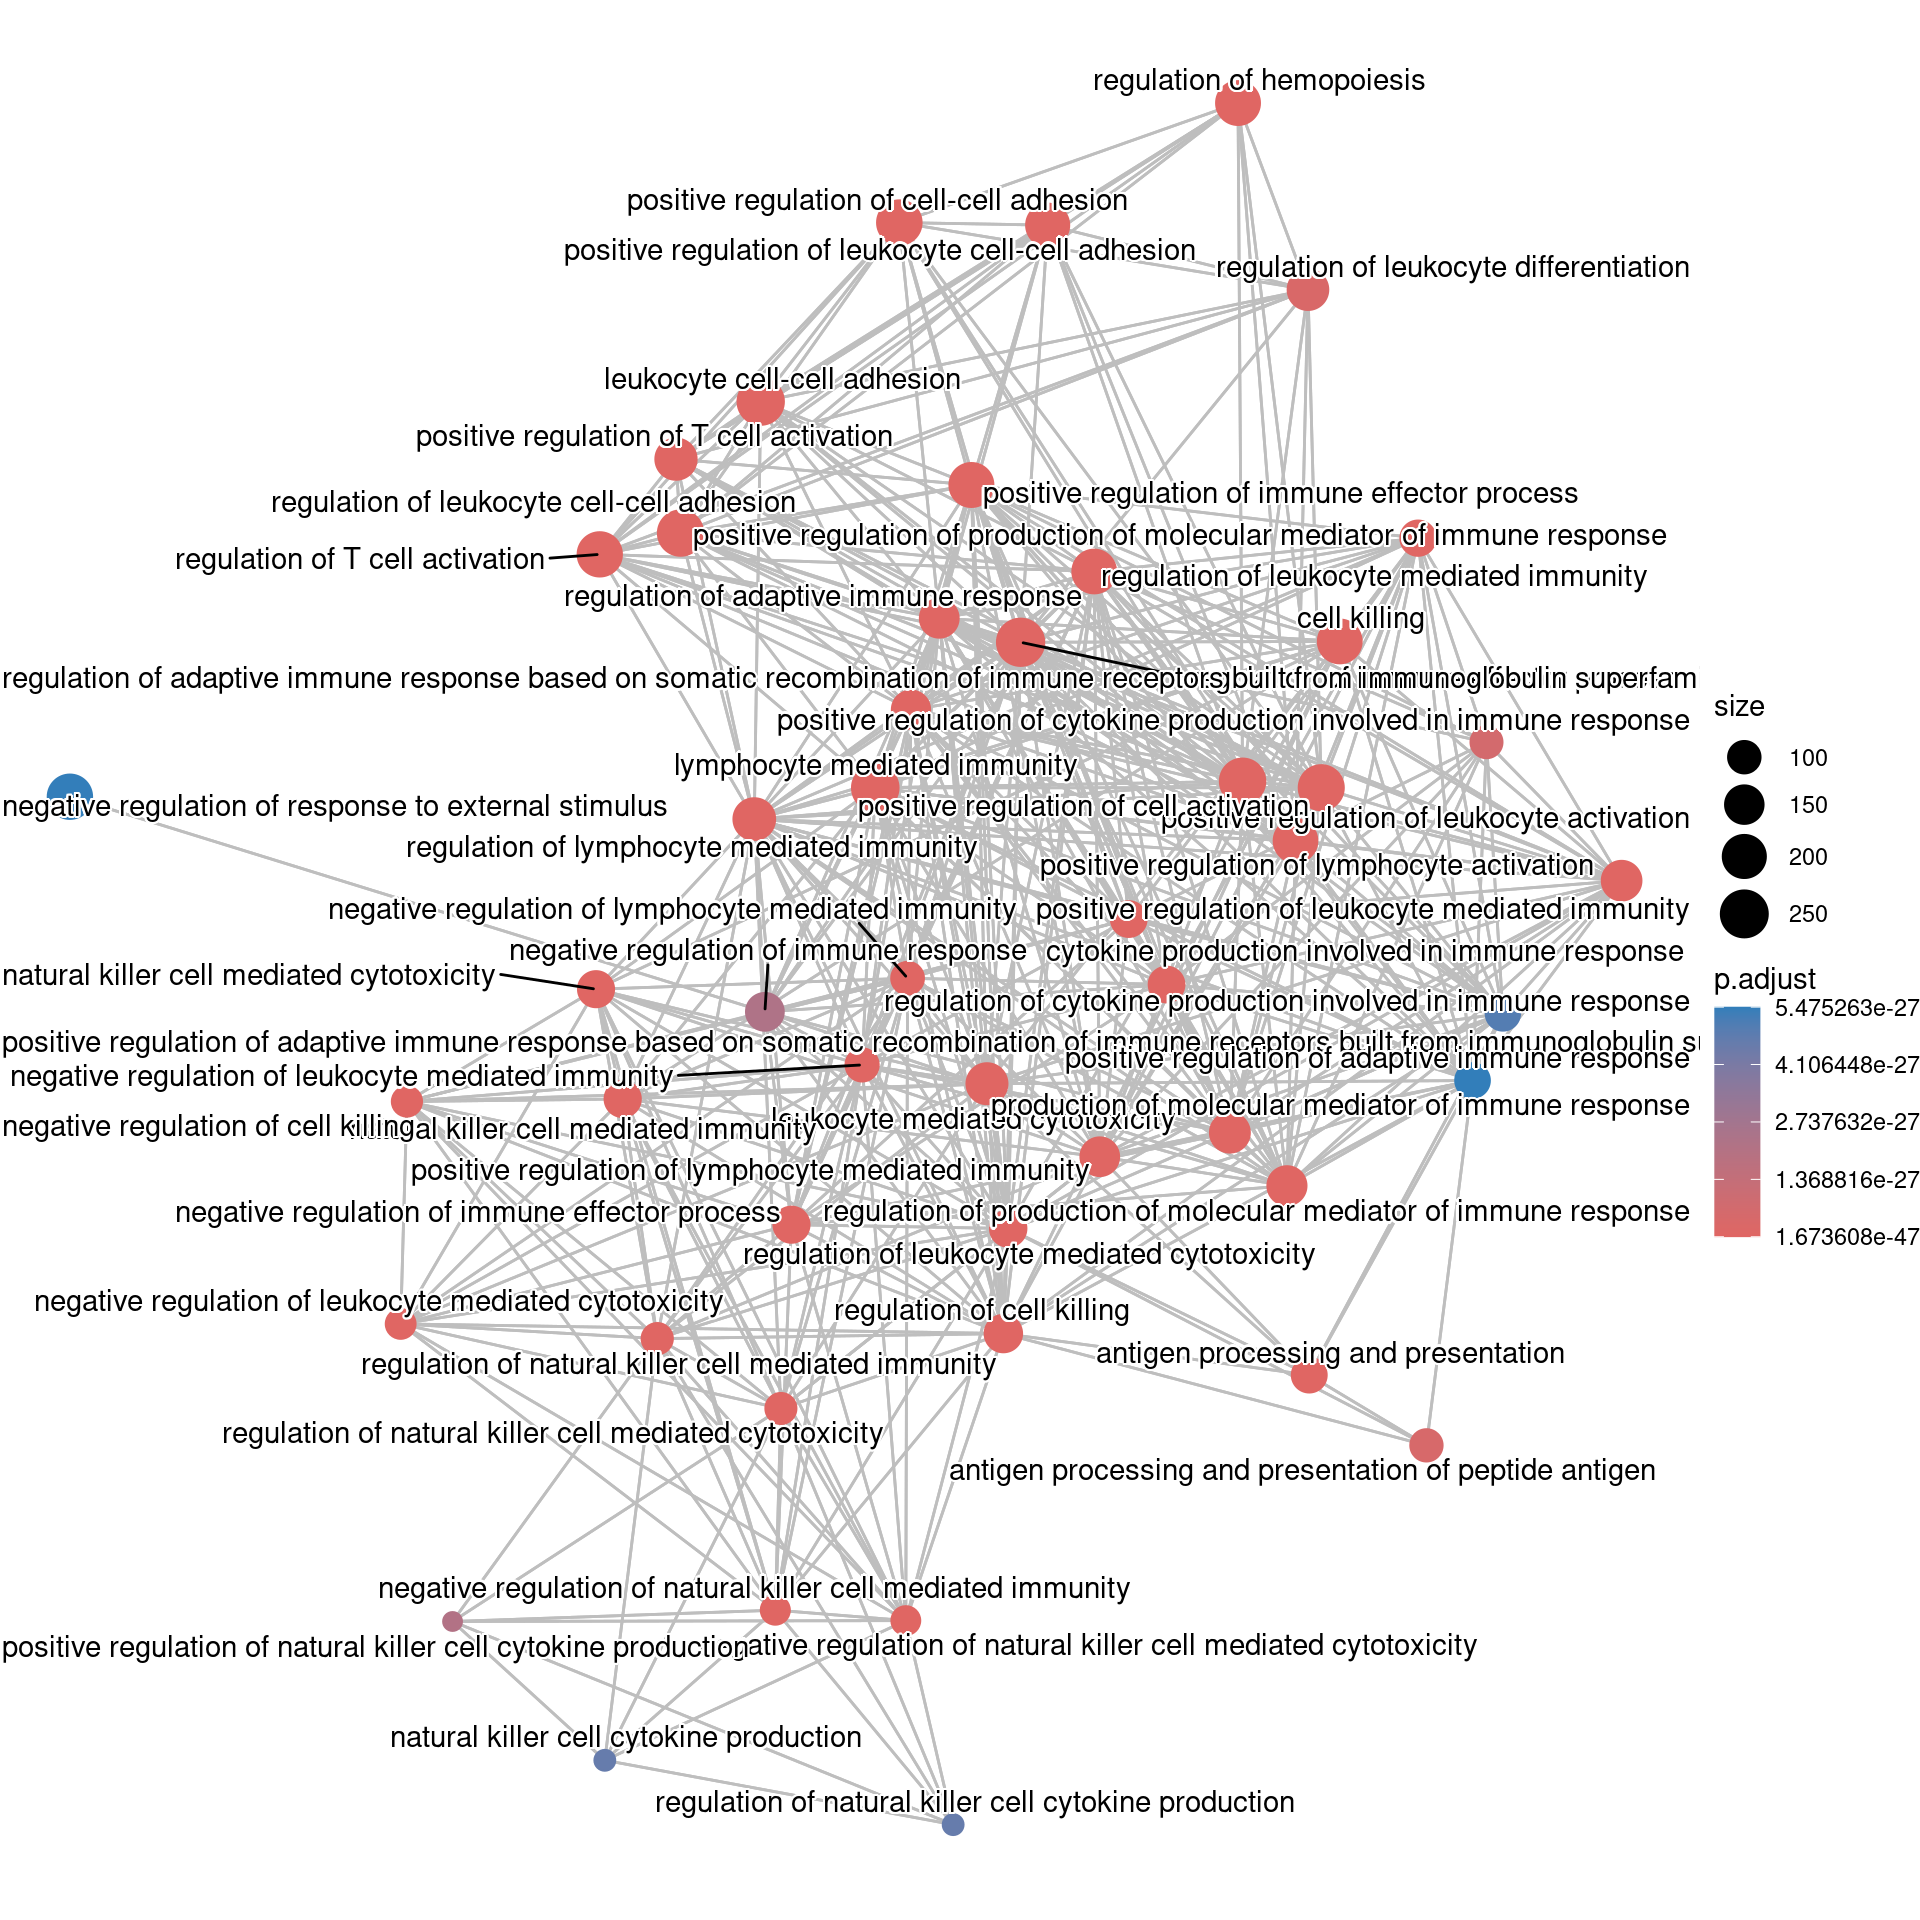 regulation of hemopoiesis
positive regulation of cell-cell adhesion
positive regulation of leukocyte cell-cell adhesion
regulation of leukocyte differentiation
leukocyte cell-cell adhesion
positive regulation of T cell activation
positive regulation of immune effector process
regulation of leukocyte cell-cell adhesion
positive regulation of production of molecular mediator of immune response
regulation of T cell activation
regulation of leukocyte mediated immunity
regulation of adaptive immune response
cell killing
regulation of adaptive immune response based on somatic recombination of immune receptors built from immunoglobulin superfam
positive regulation of cytokine production involved in immune response
lymphocyte mediated immunity
negative regulation of response to external stimulus
positive regulation of cell activation
positive regulation of leukocyte activation
regulation of lymphocyte mediated immunity
positive regulation of lymphocyte activation
negative regulation of lymphocyte mediated immunity
positive regulation of leukocyte mediated immunity
negative regulation of immune response
cytokine production involved in immune response
natural killer cell mediated cytotoxicity
regulation of cytokine production involved in immune response
positive regulation of adaptive immune response based on somatic recombination of immune receptors built from immunoglobulin
positive regulation of adaptive immune response
negative regulation of leukocyte mediated immunity
production of molecular mediator of immune response
leukocyte mediated cytotoxicity
negative regulation of cell killing
killer cell mediated immunity
positive regulation of lymphocyte mediated immunity
negative regulation of immune effector process
regulation of production of molecular mediator of immune response
regulation of leukocyte mediated cytotoxicity
negative regulation of leukocyte mediated cytotoxicity
regulation of cell killing
antigen processing and presentation
regulation of natural killer cell mediated immunity
regulation of natural killer cell mediated cytotoxicity
antigen processing and presentation of peptide antigen
negative regulation of natural killer cell mediated immunity
positive regulation of natural killer cell cytokine production
regulation of natural killer cell mediated cytotoxicity
natural killer cell cytokine production
regulation of natural killer cell cytokine production
size
100
150
200
250
p.adjust
5.475263e-27
4.106448e-27
2.737632e-27
1.368816e-27
1.673608e-47